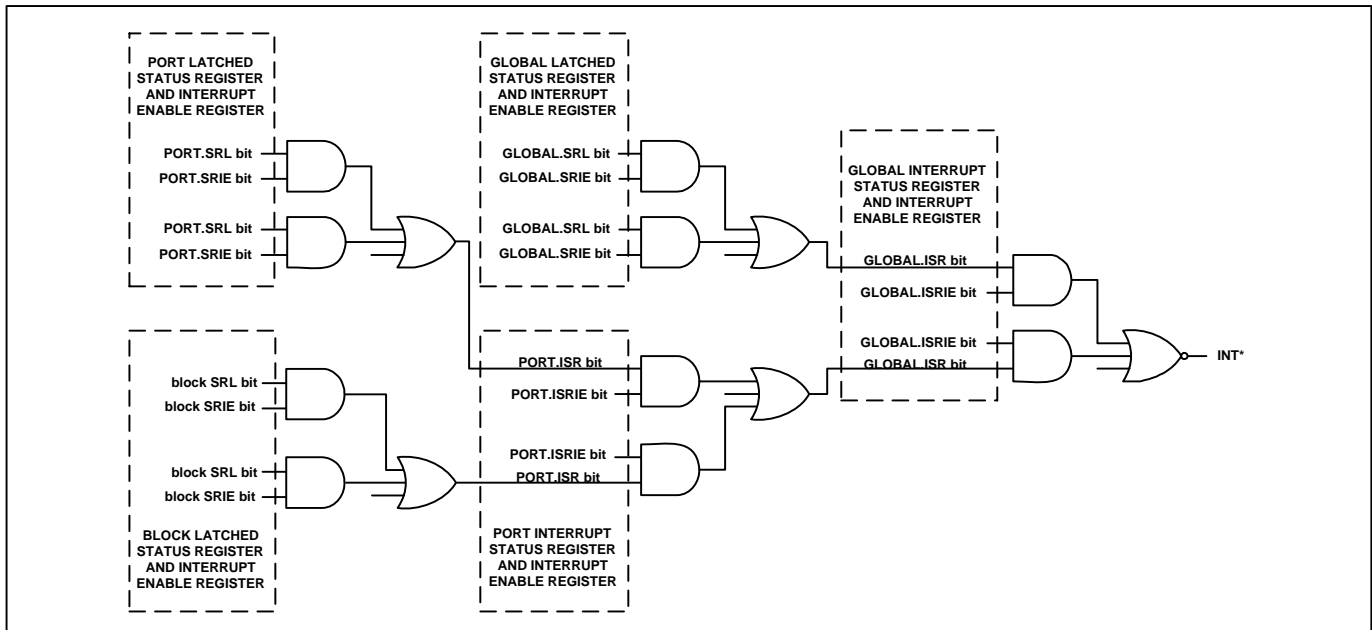 PORT LATCHED
STATUS REGISTER
AND INTERRUPT
ENABLE REGISTER
PORT.SRL bit
PORT.SRIE bit
PORT.SRL bit
PORT.SRIE bit
GLOBAL LATCHED
STATUS REGISTER
AND INTERRUPT
ENABLE REGISTER
GLOBAL.SRL bit
GLOBAL.SRIE bit
GLOBAL.SRL bit
GLOBAL.SRIE bit
GLOBAL INTERRUPT
STATUS REGISTER
AND INTERRUPT
ENABLE REGISTER
GLOBAL.ISR bit
GLOBAL.ISRIE bit
GLOBAL.ISRIE bit
GLOBAL.ISR bit
INT*
block SRL bit
block SRIE bit
block SRL bit
block SRIE bit
BLOCK LATCHED
STATUS REGISTER
AND INTERRUPT
ENABLE REGISTER
PORT.ISR bit
PORT.ISRIE bit
PORT.ISRIE bit
PORT.ISR bit
PORT INTERRUPT
STATUS REGISTER
AND INTERRUPT
ENABLE REGISTER